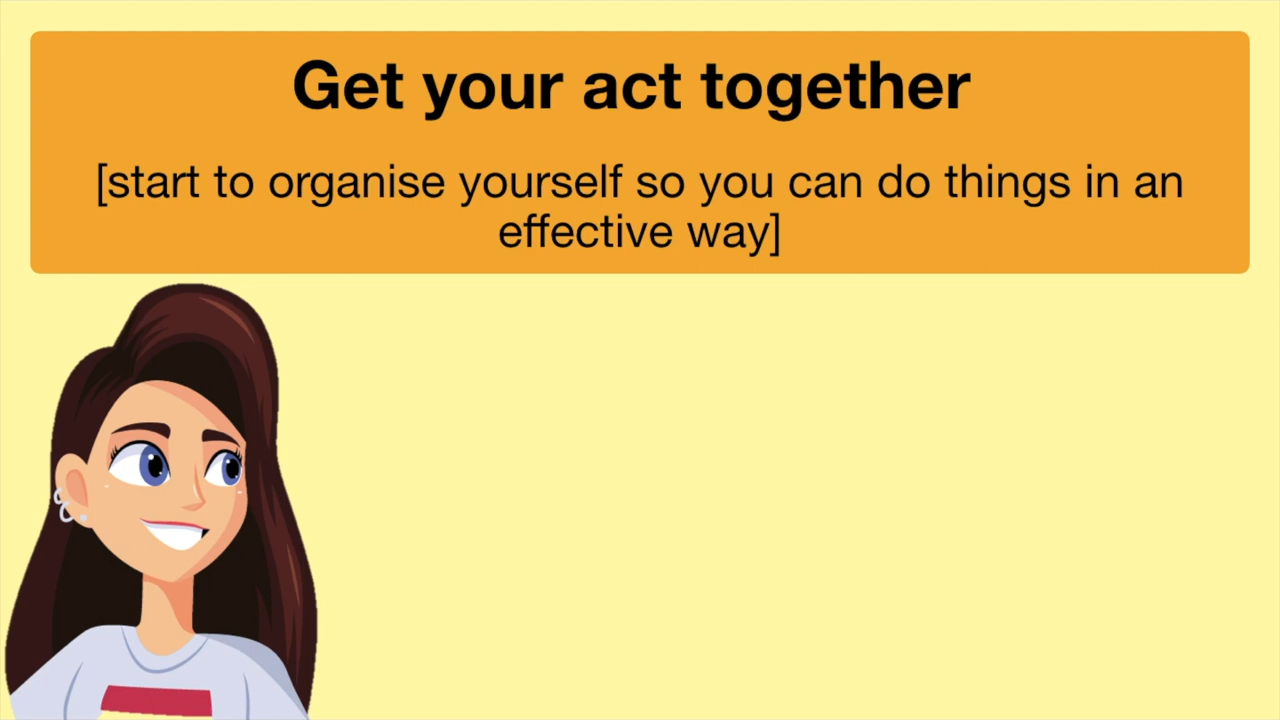 Get your act together
[start to organise yourself so you can do things in an
effective way]